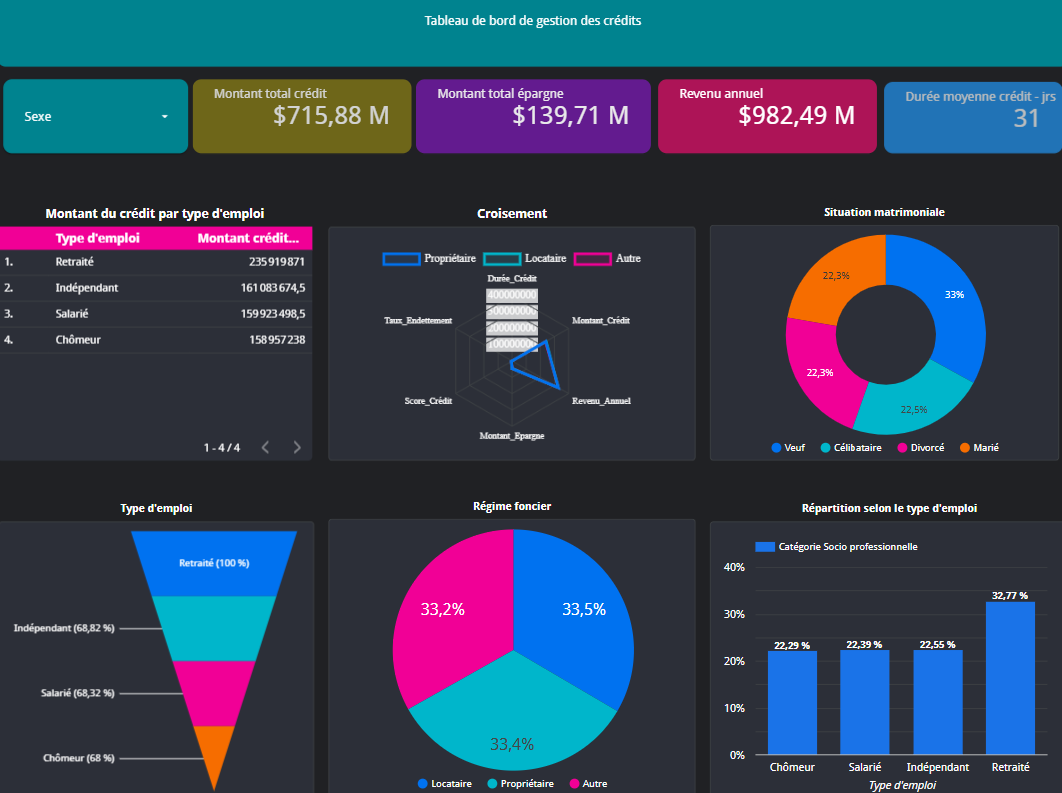 Tableau de bord de gestion des crédits
Sexe
Montant total crédit
$715,88 M
Montant total épargne
$139,71 M
Revenu annuel
$982,49 M
Durée moyenne crédit - jrs
31
Montant du crédit par type d'emploi
Type d'emploi Montant crédit...
1. Retraité 235 919 871
2. Indépendant 161 083 674,5
3. Salarié 159 923 498,5
4. Chômeur 158 957 238
1 - 4 / 4
Croisement
Propriétaire Locataire Autre
Durée_Crédit
400000000
300000000
200000000
100000000
Taux_Endettement Montant_Crédit
Score_Crédit Revenu_Annuel
Montant_Epargne
Situation matrimoniale
22,3%
33%
22,3%
22,5%
Veuf Célibataire Divorcé Marié
Type d'emploi
Retraité (100 %)
Indépendant (68,82 %)
Salarié (68,32 %)
Chômeur (68 %)
Régime foncier
33,2% 33,5%
33,4%
Locataire Propriétaire Autre
Répartition selon le type d'emploi
Catégorie Socio professionnelle
40%
30%
20%
10%
0%
22,29 % 22,39 % 22,55 % 32,77 %
Chômeur Salarié Indépendant Retraité
Type d'emploi